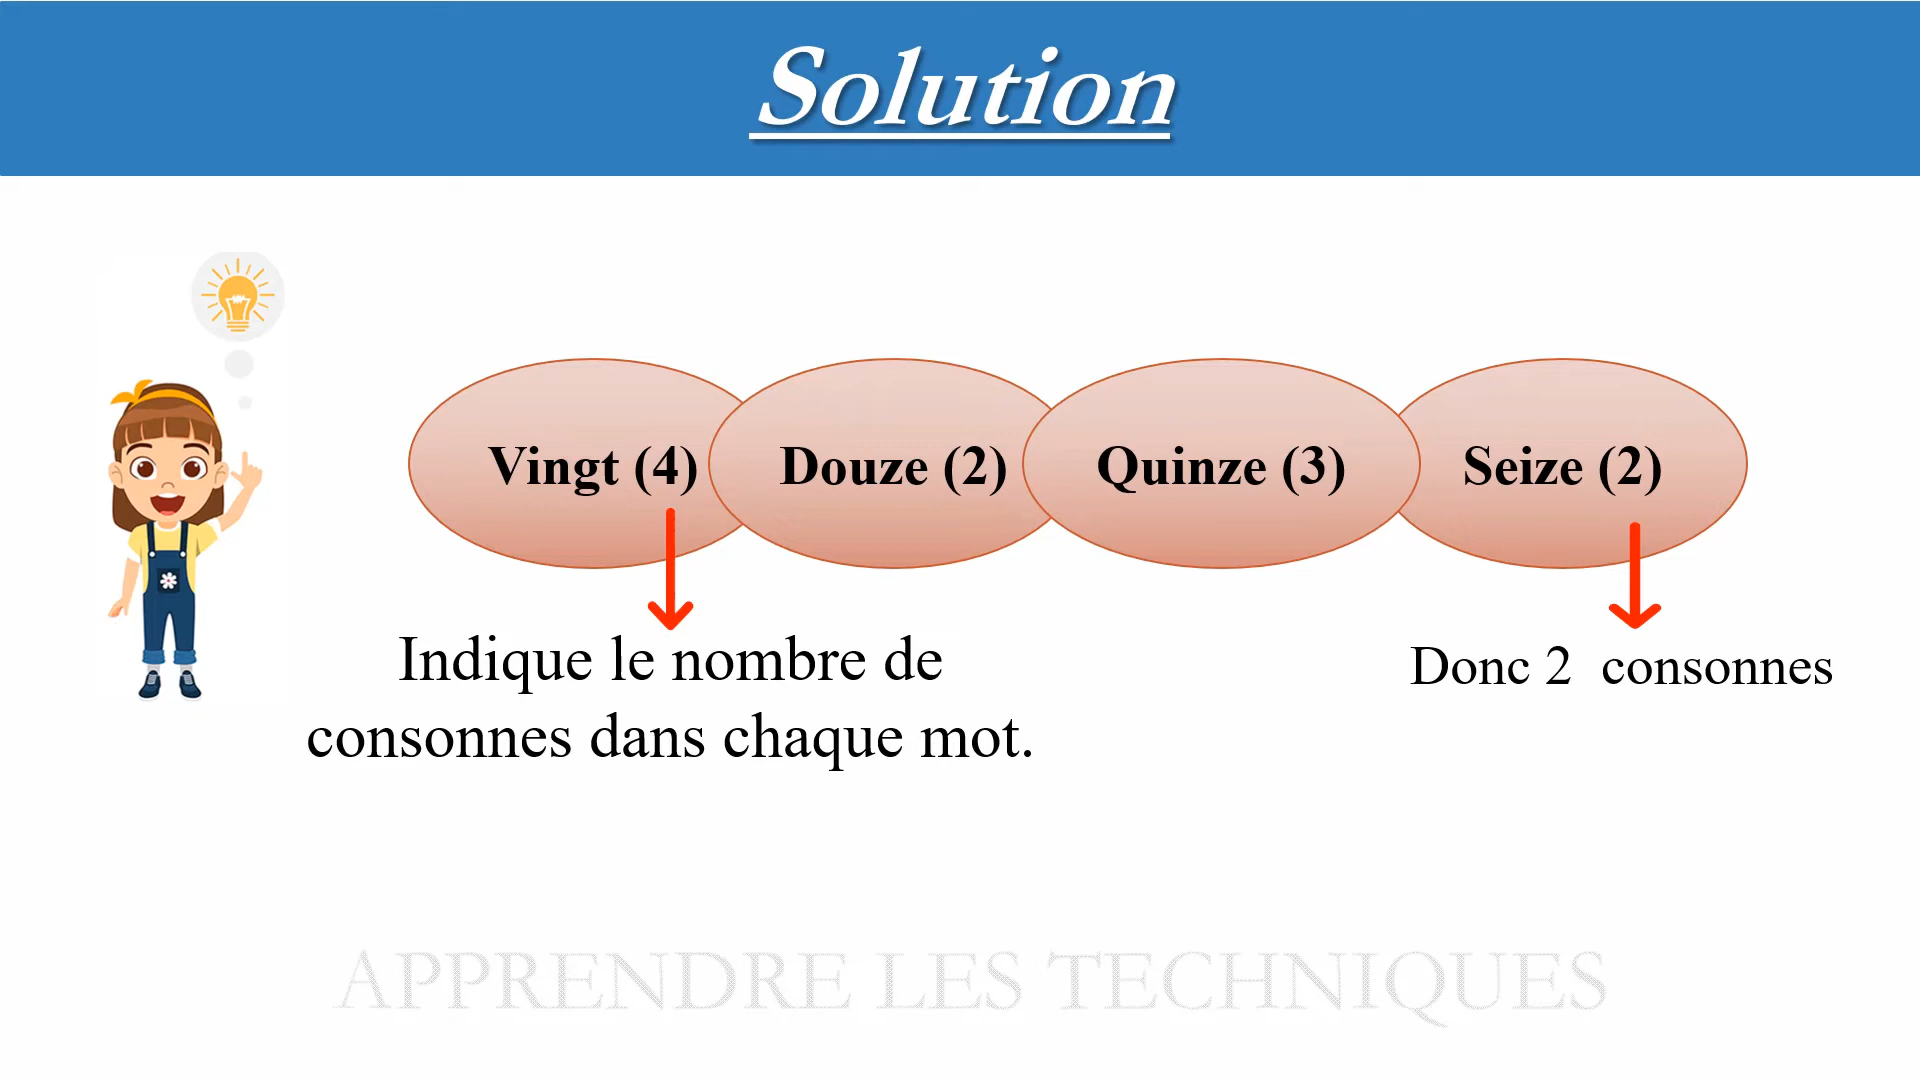 Solution
Vingt (4) Douze (2) Quinze (3) Seize (2)
Indique le nombre de
consonnes dans chaque mot.
Donc 2 consonnes
APPRENDRE LES TECHNIQUES